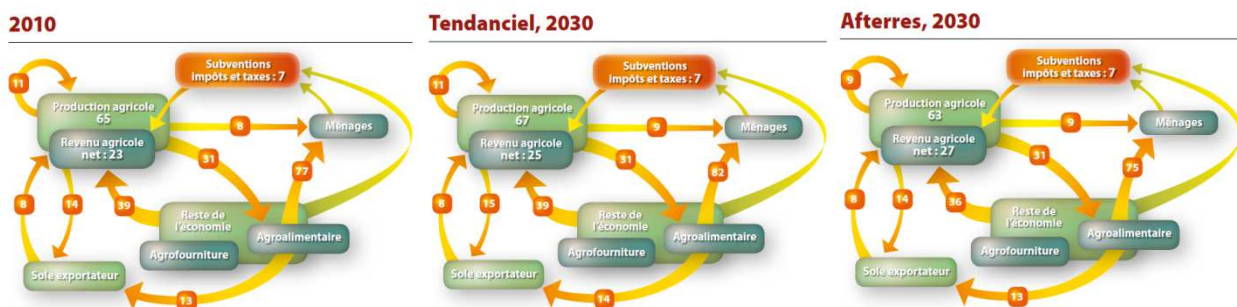 2010
Subventions
impôts et taxes : 7
11
Production agricole
65
8
Ménages
Revenu agricole
net : 23
31
77
8
14
39
Reste de
l'économie
Agroalimentaire
Agrofourniture
Sole exportateur
13
Tendanciel, 2030
Subventions
impôts et taxes : 7
11
Production agricole
67
9
Ménages
Revenu agricole
net : 25
31
82
8
15
39
Reste de
l'économie
Agroalimentaire
Agrofourniture
Sole exportateur
14
Afterres, 2030
Subventions
impôts et taxes : 7
9
Production agricole
63
9
Ménages
Revenu agricole
net : 27
31
75
8
14
36
Reste de
l'économie
Agroalimentaire
Agrofourniture
Sole exportateur
13